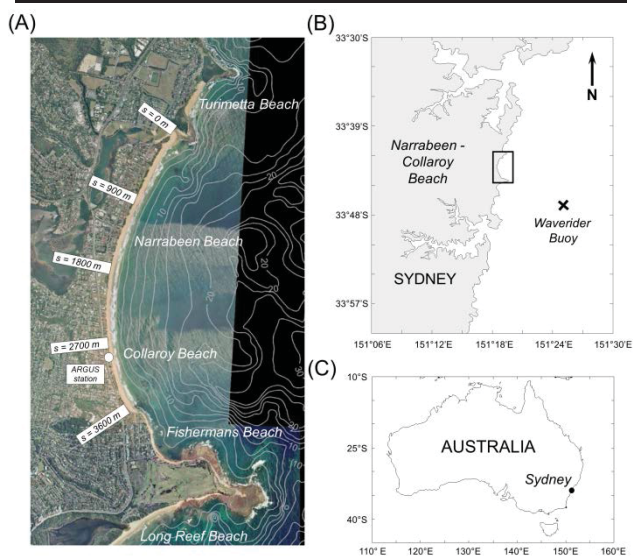 (A)
Turimetta Beach
s = 0 m
s = 900 m
Narrabeen Beach
s = 1800 m
s = 2700 m
Collaroy Beach
ARGUS
station
s = 3600 m
Fishermans Beach
Long Reef Beach
(B)
33°30'S
33°39'S
33°48'S
33°57'S
N
Narrabeen -
Collaroy
Beach
Waverider
Buoy
SYDNEY
151°06'E
151°12'E
151°18'E
151°24'E
151°30'E
(C)
10°S
25°S
40°S
AUSTRALIA
Sydney
110° E
120°E
130°E
140°E
150°E
160°E